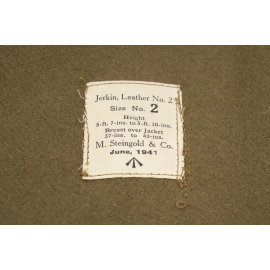 Jerkin, Leather No. 2
Size No. 2
Height
5-ft. 7-ins. to 5-ft. 10-ins.
Breast over Jacket
37-ins. to 43-ins.
M. Steingold & Co.
June, 1941